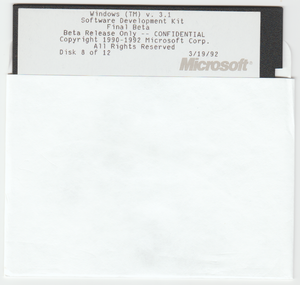 Windows (TM) v. 3.1
Software Development Kit
Final Beta
Beta Release Only -- CONFIDENTIAL
Copyright 1990-1992 Microsoft Corp.
All Rights Reserved
Disk 8 of 12 3/19/92
Microsoft